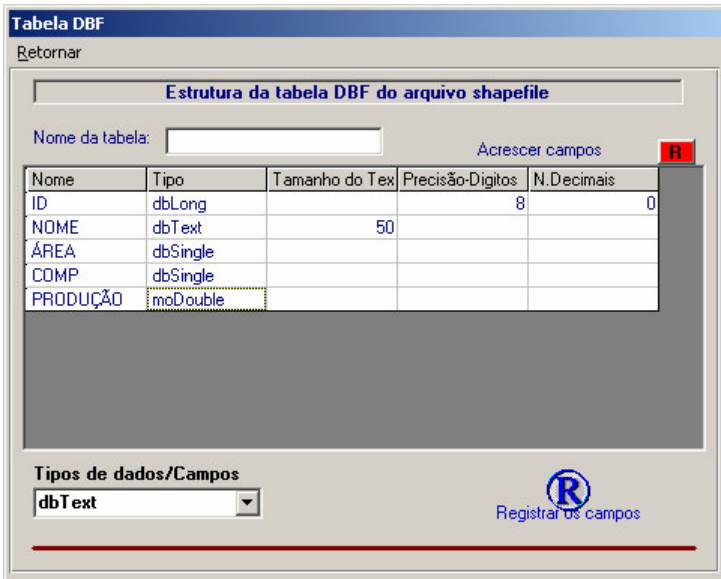 Tabela DBF
Retornar
Estrutura da tabela DBF do arquivo shapefile
Nome da tabela:
Acrescer campos R
Nome Tipo Tamanho do Tex Precisão-Digitos N.Decimais
ID dbLong 8 0
NOME dbText 50
ÁREA dbSingle
COMP dbSingle
PRODUÇÃO moDouble
Tipos de dados/Campos
dbText
R
Registrar os campos